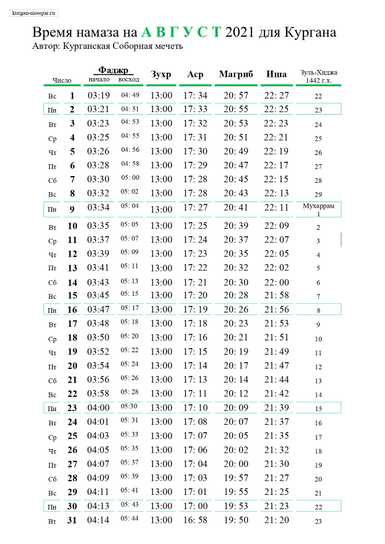 kurgan-mosque.ru
Время намаза на А В Г У С Т 2021 для Кургана
Автор: Курганская Соборная мечеть
Число Фаджр начало восход Зухр Аср Магриб Иша Зуль-Хиджа 1442 г.х.
Вс 1 03:19 04: 49 13:00 17: 34 20: 57 22: 27 22
Пн 2 03:21 04: 51 13:00 17: 33 20: 55 22: 25 23
Вт 3 03:23 04: 53 13:00 17: 32 20: 53 22: 23 24
Ср 4 03:25 04: 55 13:00 17: 31 20: 51 22: 21 25
Чт 5 03:26 04: 56 13:00 17: 30 20: 49 22: 19 26
Пт 6 03:28 04: 58 13:00 17: 29 20: 47 22: 17 27
Сб 7 03:30 05: 00 13:00 17: 28 20: 45 22: 15 28
Вс 8 03:32 05: 02 13:00 17: 28 20: 43 22: 13 29
Пн 9 03:34 05: 04 13:00 17: 27 20: 41 22: 11 Мухаррам 1
Вт 10 03:35 05: 05 13:00 17: 25 20: 39 22: 09 2
Ср 11 03:37 05: 07 13:00 17: 24 20: 37 22: 07 3
Чт 12 03:39 05: 09 13:00 17: 23 20: 35 22: 05 4
Пт 13 03:41 05: 11 13:00 17: 22 20: 32 22: 02 5
Сб 14 03:43 05: 13 13:00 17: 21 20: 30 22: 00 6
Вс 15 03:45 05: 15 13:00 17: 20 20: 28 21: 58 7
Пн 16 03:47 05: 17 13:00 17: 19 20: 26 21: 56 8
Вт 17 03:48 05: 18 13:00 17: 18 20: 23 21: 53 9
Ср 18 03:50 05: 20 13:00 17: 16 20: 21 21: 51 10
Чт 19 03:52 05: 22 13:00 17: 15 20: 19 21: 49 11
Пт 20 03:54 05: 24 13:00 17: 14 20: 17 21: 47 12
Сб 21 03:56 05: 26 13:00 17: 13 20: 14 21: 44 13
Вс 22 03:58 05: 28 13:00 17: 11 20: 12 21: 42 14
Пн 23 04:00 05:30 13:00 17: 10 20: 09 21: 39 15
Вт 24 04:01 05: 31 13:00 17: 08 20: 07 21: 37 16
Ср 25 04:03 05: 33 13:00 17: 07 20: 05 21: 35 17
Чт 26 04:05 05: 35 13:00 17: 06 20: 02 21: 32 18
Пт 27 04:07 05: 37 13:00 17: 04 20: 00 21: 30 19
Сб 28 04:09 05: 39 13:00 17: 03 19: 57 21: 27 20
Вс 29 04:11 05: 41 13:00 17: 01 19: 55 21: 25 21
Пн 30 04:13 05: 43 13:00 17: 00 19: 53 21: 23 22
Вт 31 04:14 05: 44 13:00 16: 58 19: 50 21: 20 23